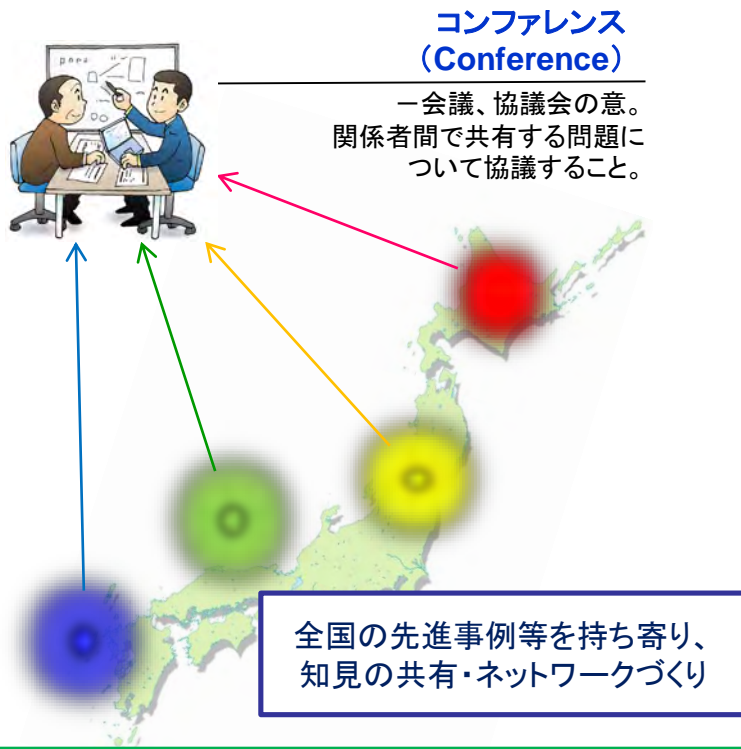 コンファレンス
（Conference）
－会議、協議会の意。
関係者間で共有する問題に
ついて協議すること。
全国の先進事例等を持ち寄り、
知見の共有・ネットワークづくり